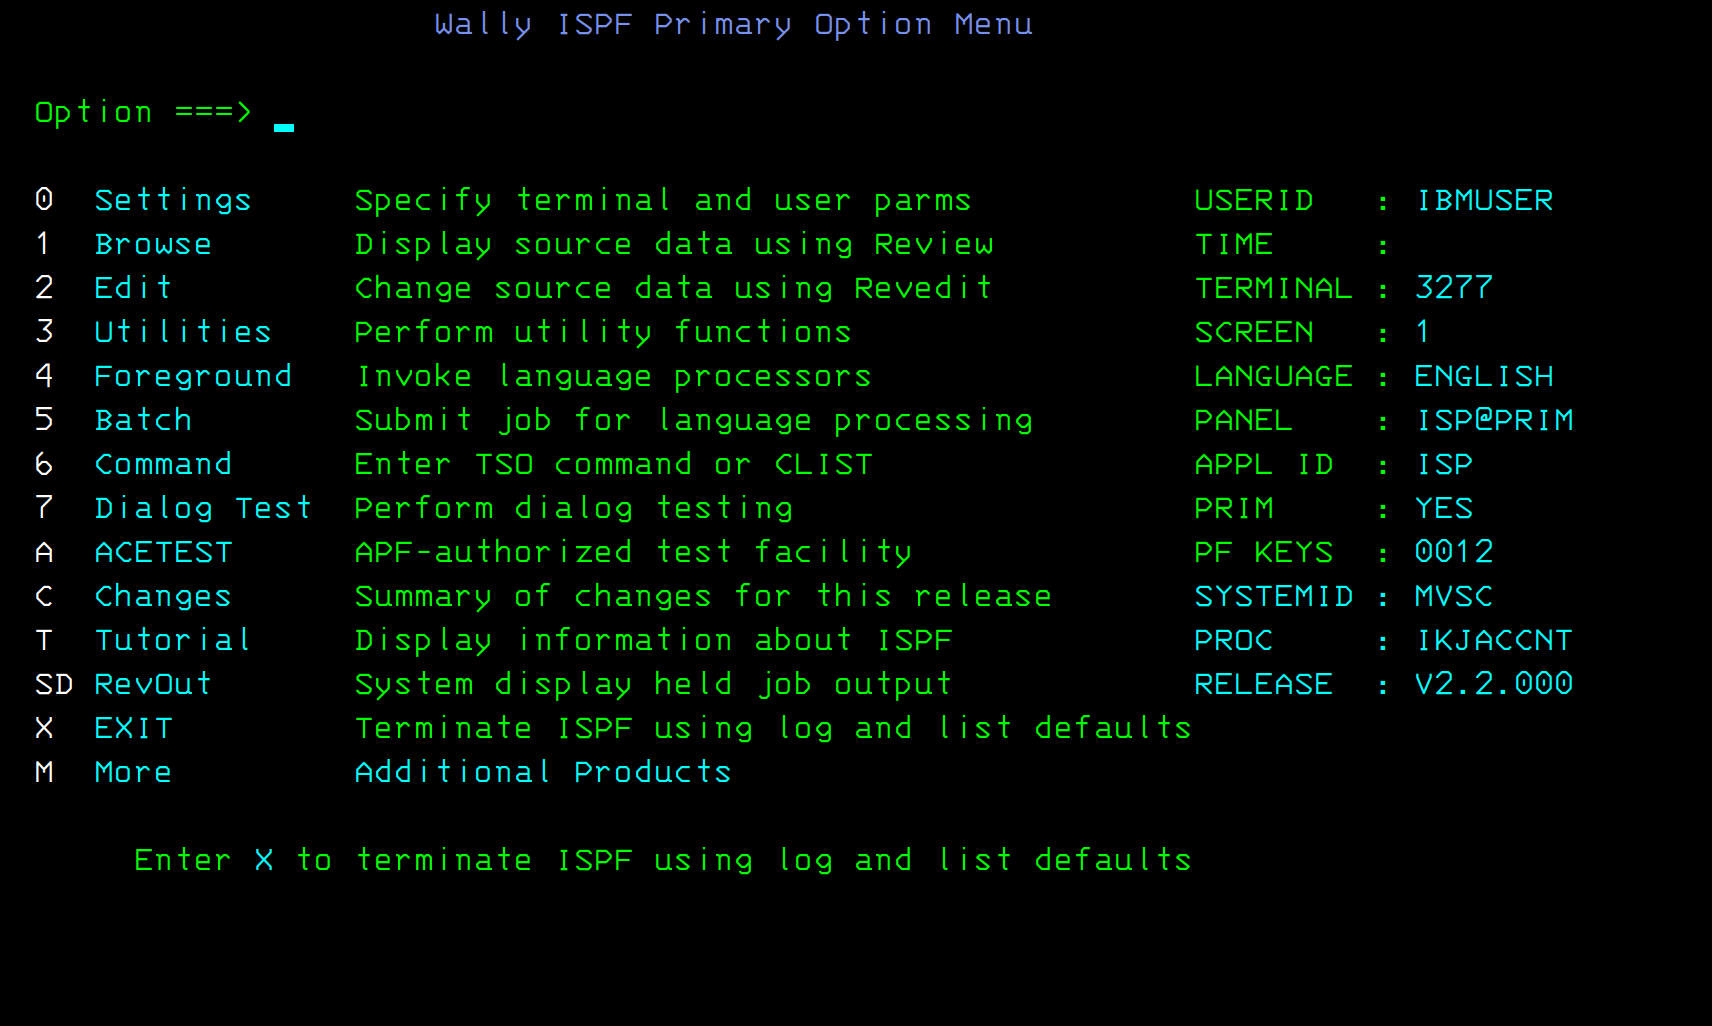 Wally ISPF Primary Option Menu
Option ===> _
0 Settings Specify terminal and user parms USERID : IBMUSER
1 Browse Display source data using Review TIME :
2 Edit Change source data using Revedit TERMINAL : 3277
3 Utilities Perform utility functions SCREEN : 1
4 Foreground Invoke language processors LANGUAGE : ENGLISH
5 Batch Submit job for language processing PANEL : ISP@PRIM
6 Command Enter TSO command or CLIST APPL ID : ISP
7 Dialog Test Perform dialog testing PRIM : YES
A ACETEST APF-authorized test facility PF KEYS : 0012
C Changes Summary of changes for this release SYSTEMID : MVSC
T Tutorial Display information about ISPF PROC : IKJACCNT
SD RevOut System display held job output RELEASE : V2.2.000
X EXIT Terminate ISPF using log and list defaults
M More Additional Products
Enter X to terminate ISPF using log and list defaults